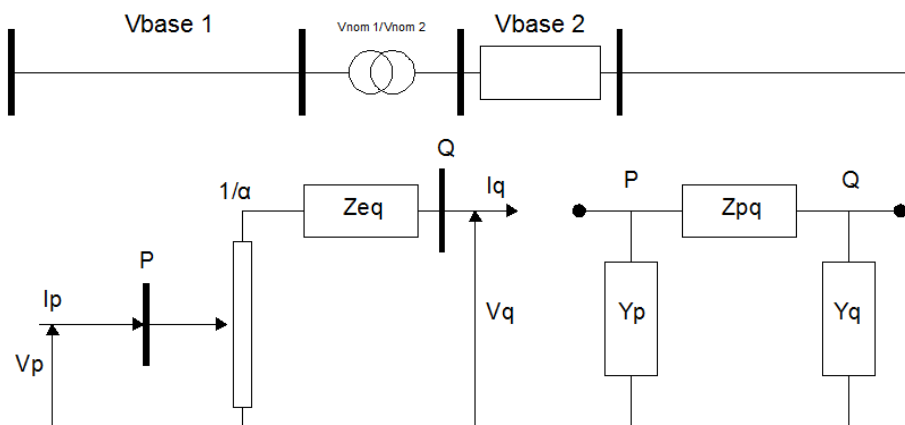 Vbase 1
Vnom 1/Vnom 2
Vbase 2
Q
1/α
Zeq
Iq
P
Ip
Vp
Vq
P
Zpq
Q
Yp
Yq